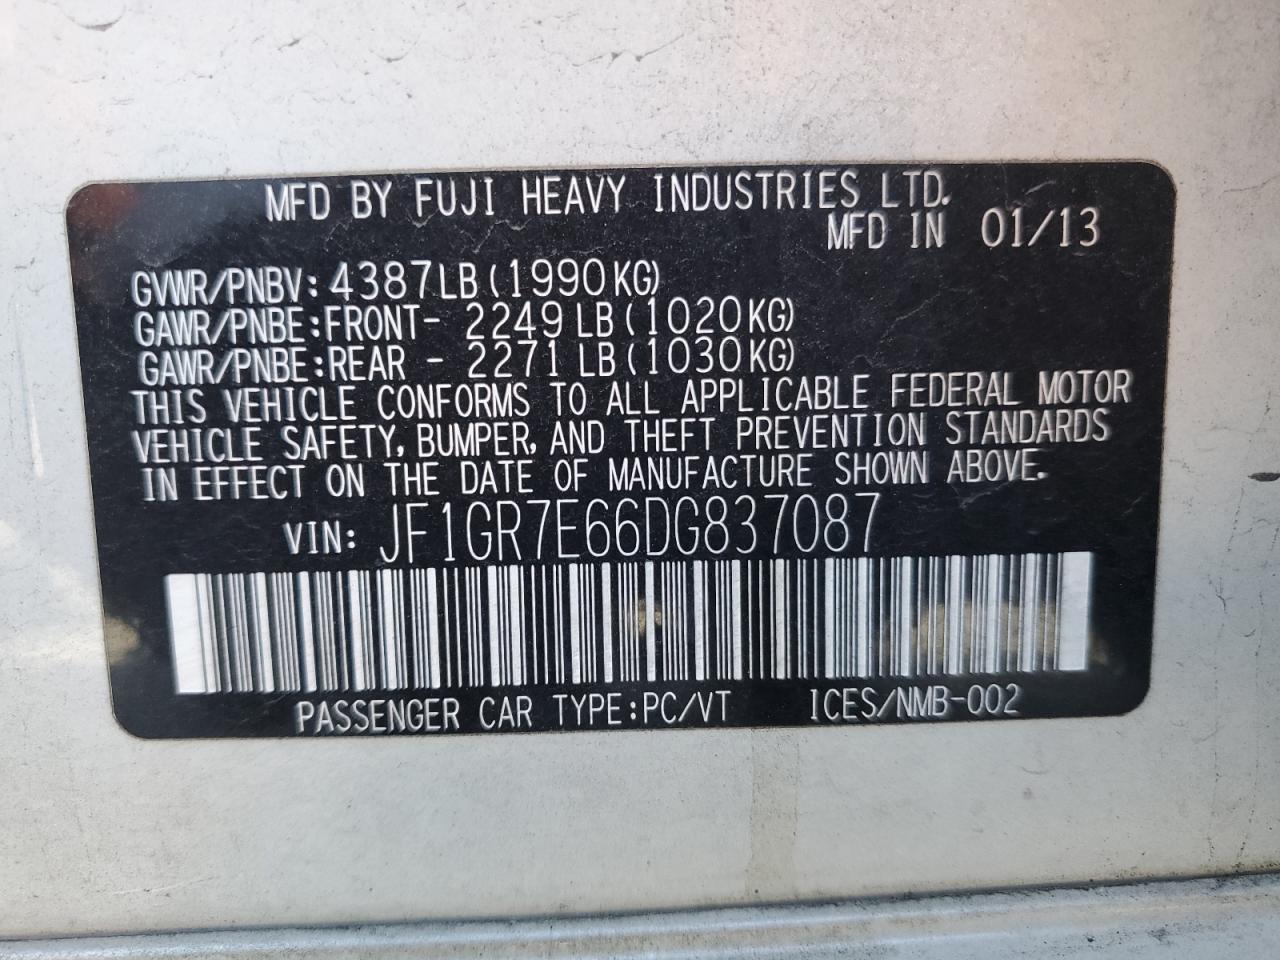 MFD BY FUJI HEAVY INDUSTRIES LTD.
MFD IN 01/13
GVWR/PNBV: 4387LB(1990KG)
GAWR/PNBE:FRONT- 2249LB(1020KG)
GAWR/PNBE:REAR - 2271LB(1030KG)
THIS VEHICLE CONFORMS TO ALL APPLICABLE FEDERAL MOTOR
VEHICLE SAFETY, BUMPER, AND THEFT PREVENTION STANDARDS
IN EFFECT ON THE DATE OF MANUFACTURE SHOWN ABOVE.
VIN: JF1GR7E66DG837087
PASSENGER CAR TYPE:PC/VT ICES/NMB-002